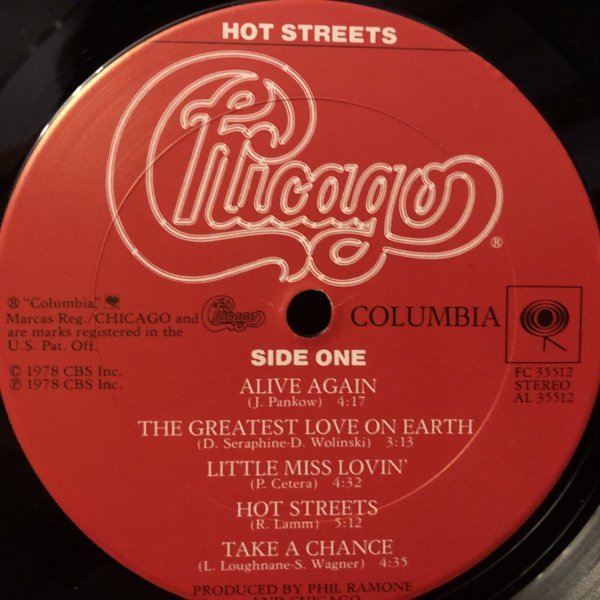 HOT STREETS
Chicago®
® "Columbia,"
Marcas Reg./CHICAGO and
are marks registered in the
U.S. Pat. Off.
Chicago
COLUMBIA
© 1978 CBS Inc.
℗ 1978 CBS Inc.
FC 35512
STEREO
AL 35512
SIDE ONE
ALIVE AGAIN
(J. Pankow) 4:17
THE GREATEST LOVE ON EARTH
(D. Seraphine-D. Wolinski) 3:13
LITTLE MISS LOVIN'
(P. Cetera) 4:32
HOT STREETS
(R. Lamm) 5:12
TAKE A CHANCE
(L. Loughnane-S. Wagner) 4:35
PRODUCED BY PHIL RAMONE
AND CHICAGO